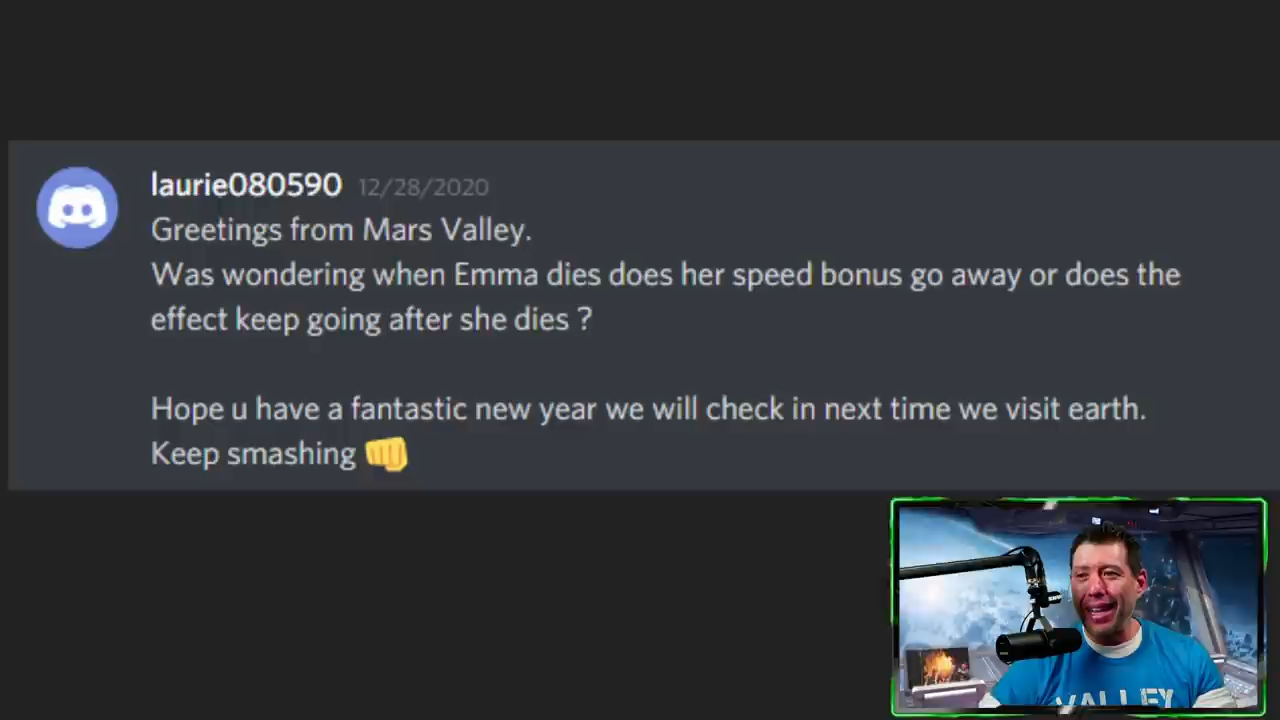 laurie080590 12/28/2020
Greetings from Mars Valley.
Was wondering when Emma dies does her speed bonus go away or does the
effect keep going after she dies ?
Hope u have a fantastic new year we will check in next time we visit earth.
Keep smashing 👊
VALLEY